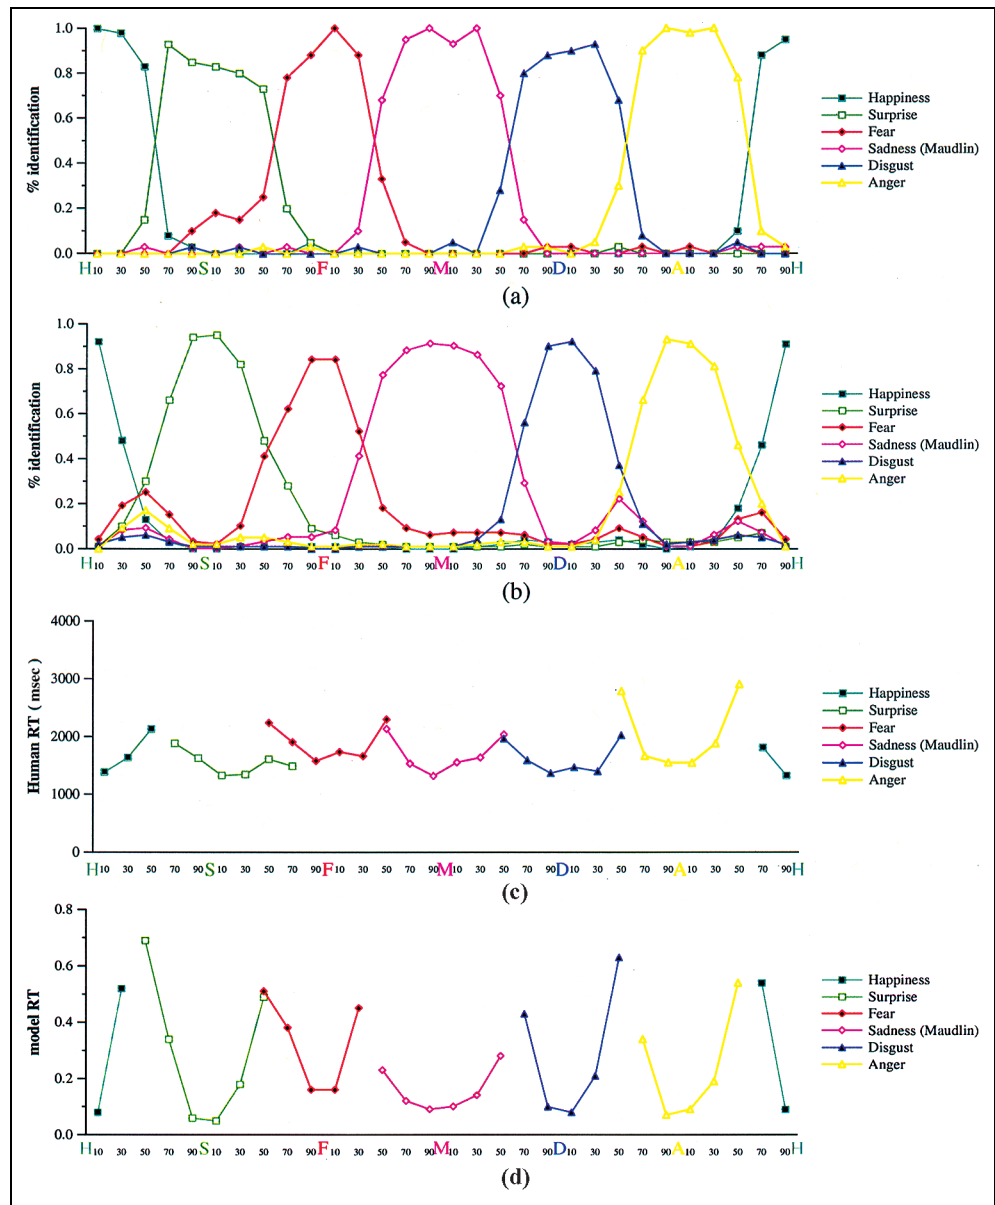 1.0
0.8
0.6
0.4
0.2
0.0
% identification
H 10 30 50 70 90 S 10 30 50 70 90 F 10 30 50 70 90 M 10 30 50 70 90 D 10 30 50 70 90 A 10 30 50 70 90 H
Happiness
Surprise
Fear
Sadness (Maudlin)
Disgust
Anger
(a)
1.0
0.8
0.6
0.4
0.2
0.0
% identification
H 10 30 50 70 90 S 10 30 50 70 90 F 10 30 50 70 90 M 10 30 50 70 90 D 10 30 50 70 90 A 10 30 50 70 90 H
Happiness
Surprise
Fear
Sadness (Maudlin)
Disgust
Anger
(b)
4000
3000
2000
1000
0
Human RT ( msec )
H 10 30 50 70 90 S 10 30 50 70 90 F 10 30 50 70 90 M 10 30 50 70 90 D 10 30 50 70 90 A 10 30 50 70 90 H
Happiness
Surprise
Fear
Sadness (Maudlin)
Disgust
Anger
(c)
0.8
0.6
0.4
0.2
0.0
model RT
H 10 30 50 70 90 S 10 30 50 70 90 F 10 30 50 70 90 M 10 30 50 70 90 D 10 30 50 70 90 A 10 30 50 70 90 H
Happiness
Surprise
Fear
Sadness (Maudlin)
Disgust
Anger
(d)